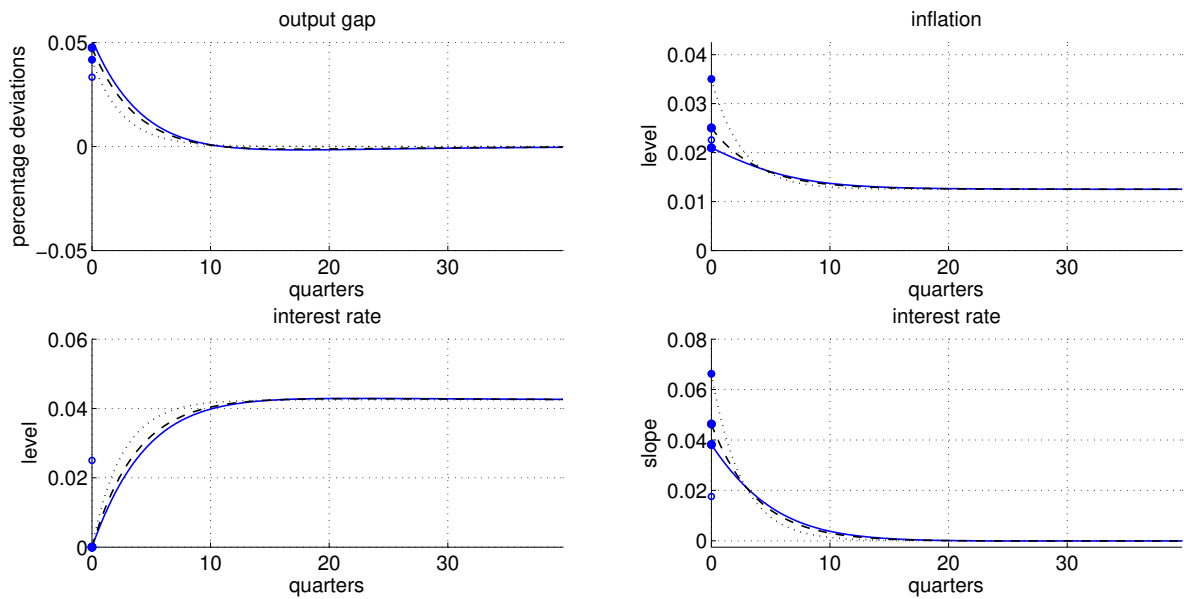 output gap
percentage deviations
0.05
0
−0.05
0
10
20
30
quarters
inflation
level
0.04
0.03
0.02
0.01
0
0
10
20
30
quarters
interest rate
level
0.06
0.04
0.02
0
0
10
20
30
quarters
interest rate
slope
0.08
0.06
0.04
0.02
0
0
10
20
30
quarters